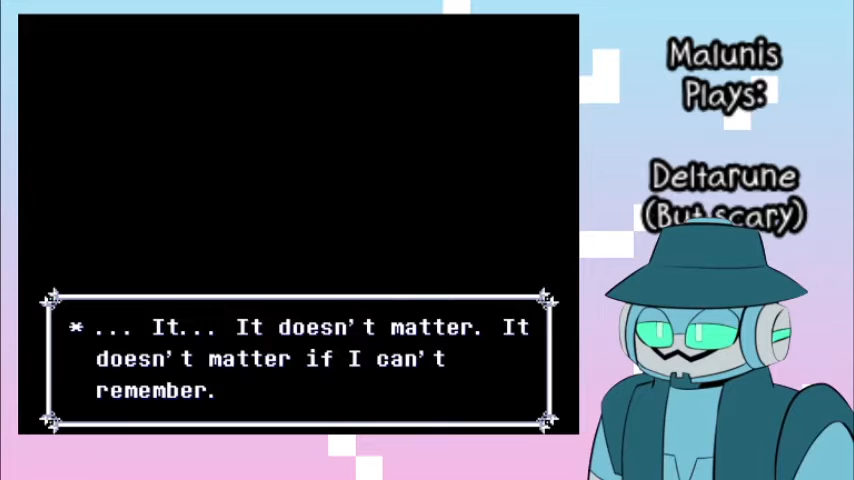 Malunis
Plays:
Deltarune
(But scary)
* ... It... It doesn't matter. It
doesn't matter if I can't
remember.